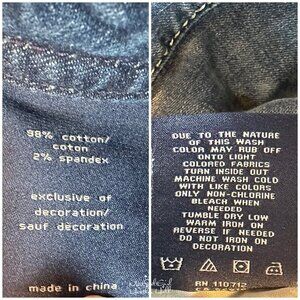 98% cotton/
coton
2% spandex
exclusive of
decoration/
sauf décoration
made in china
DUE TO THE NATURE
OF THIS WASH
COLOR MAY RUB OFF
ONTO LIGHT
COLORED FABRICS
TURN INSIDE OUT
MACHINE WASH COLD
WITH LIKE COLORS
ONLY NON-CHLORINE
BLEACH WHEN
NEEDED
TUMBLE DRY LOW
WARM IRON ON
REVERSE IF NEEDED
DO NOT IRON ON
DECORATION
RN 110712